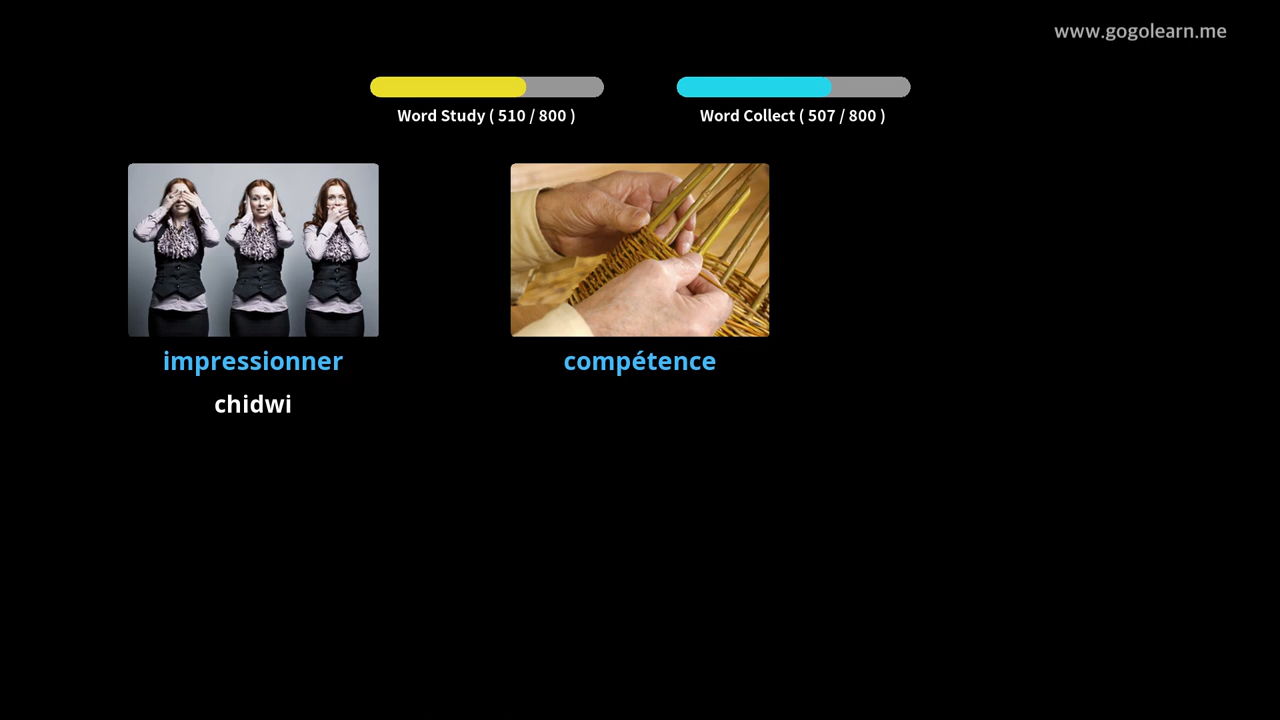 www.gogolearn.me
Word Study ( 510 / 800 )
Word Collect ( 507 / 800 )
impressionner
compétence
chidwi